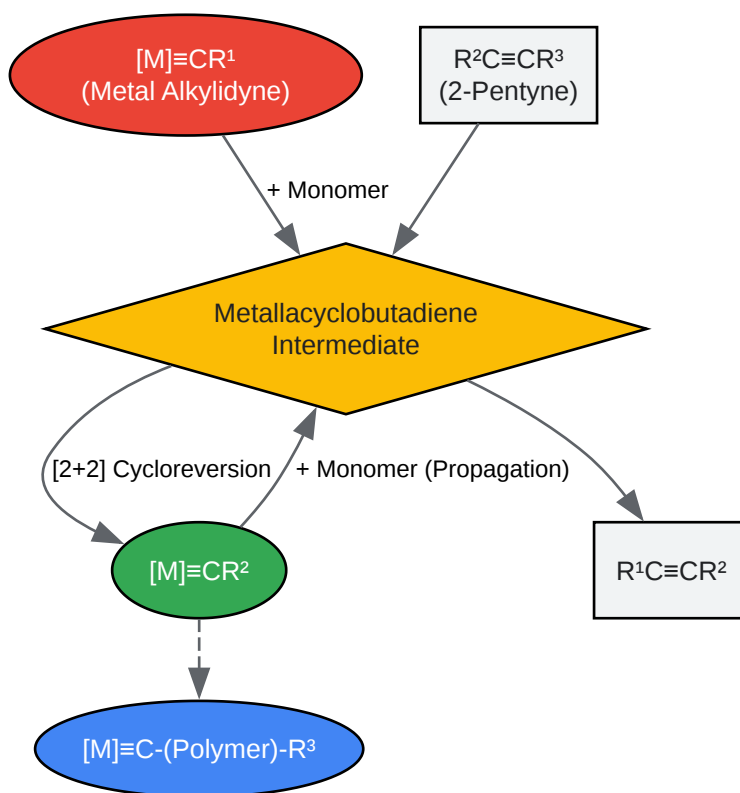 [M]≡CR¹
(Metal Alkylidyne)
R²C≡CR³
(2-Pentyne)
+ Monomer
Metallacyclobutadiene
Intermediate
[2+2] Cycloreversion
+ Monomer (Propagation)
[M]≡CR²
R¹C≡CR²
[M]≡C-(Polymer)-R³